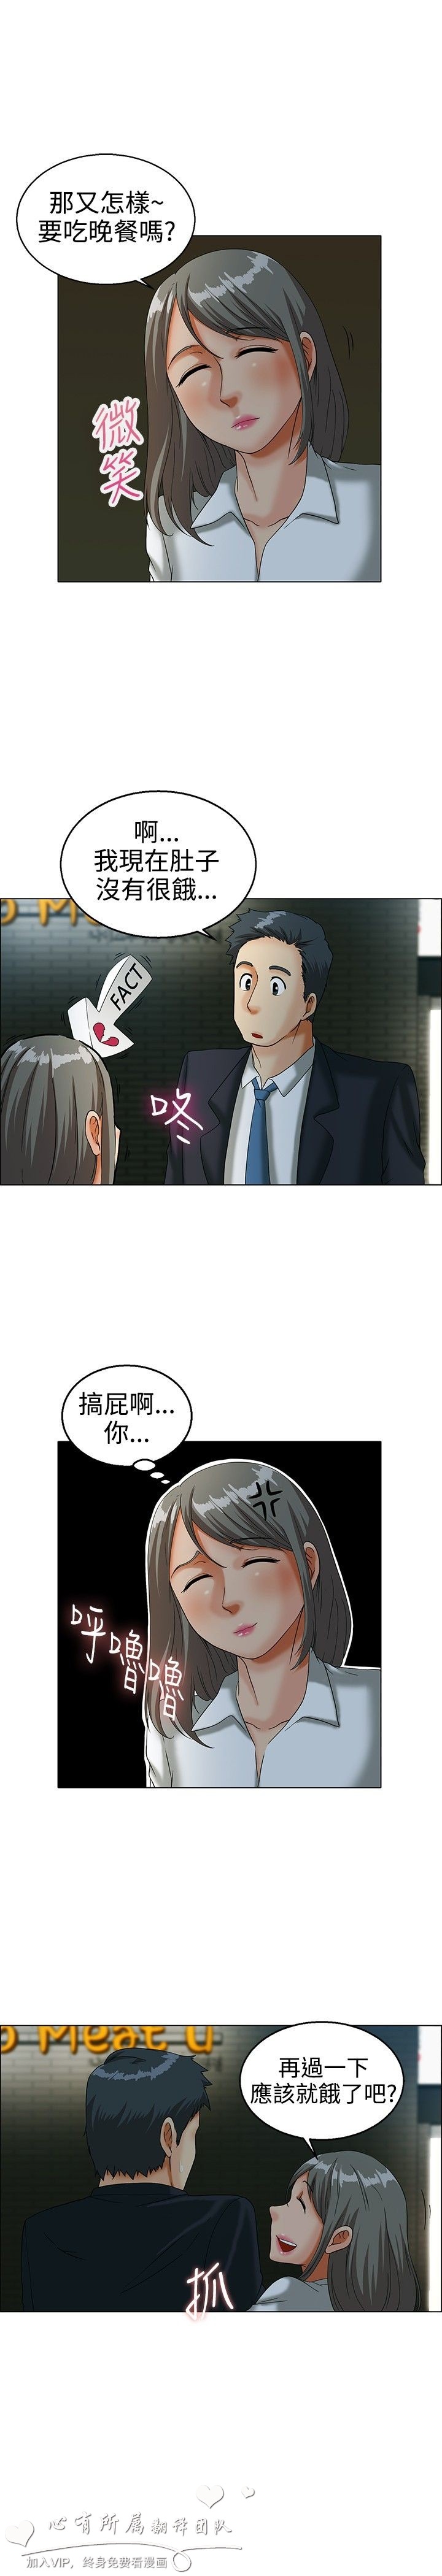 那又怎樣~
要吃晚餐嗎?
微笑
啊...
我現在肚子
沒有很餓...
FACT
咚
搞屁啊...
你...
呼嚕嚕
o Meat u
再過一下
應該就餓了吧?
抓
心有所属翻译团队
加入VIP，终身免费看漫画